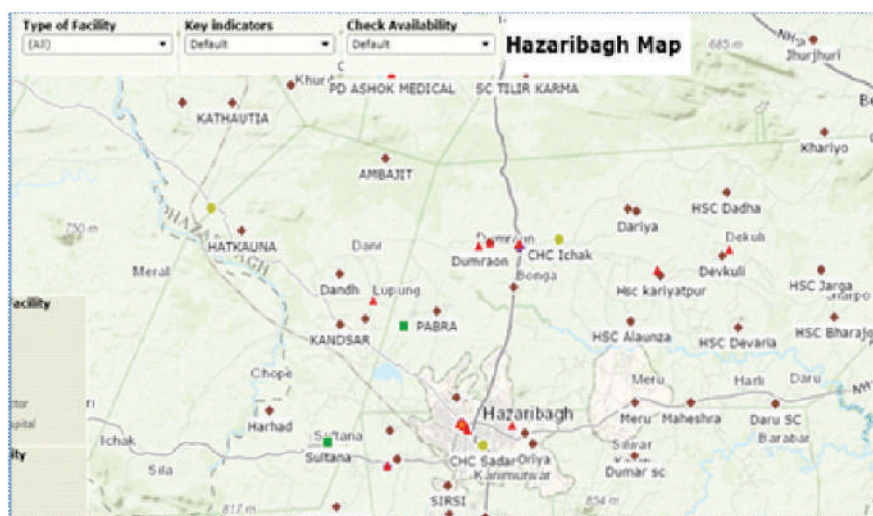 Type of Facility
Key indicators
Check Availability
(All)
Default
Default
Hazaribagh Map
685 m
Jhurjhuri
PD ASHOK MEDICAL
SC TILIR KARMA
KATHAUTIA
Khariyo
AMBAJIT
HSC Dadha
Dariya
750 m
HATKAUNA
Dumraon
Dekuli
Dumraon
CHC Ichak
Devkuli
Meral
Bonga
Hsc kariyatpur
HSC Jarga
Dandh
Lupung
Facility
PABRA
KANDSAR
HSC Alaunza
HSC Devaria
HSC Bharajo
Chope
Meru
Harli
Daru
Hazaribagh
Meru
Maheshra
Daru SC
Harhad
Barabar
Ichak
Sultana
Sultana
Sila
CHC Sadar
Oriya
Silwar
Dumar sc
SIRSI
817 m
854 m